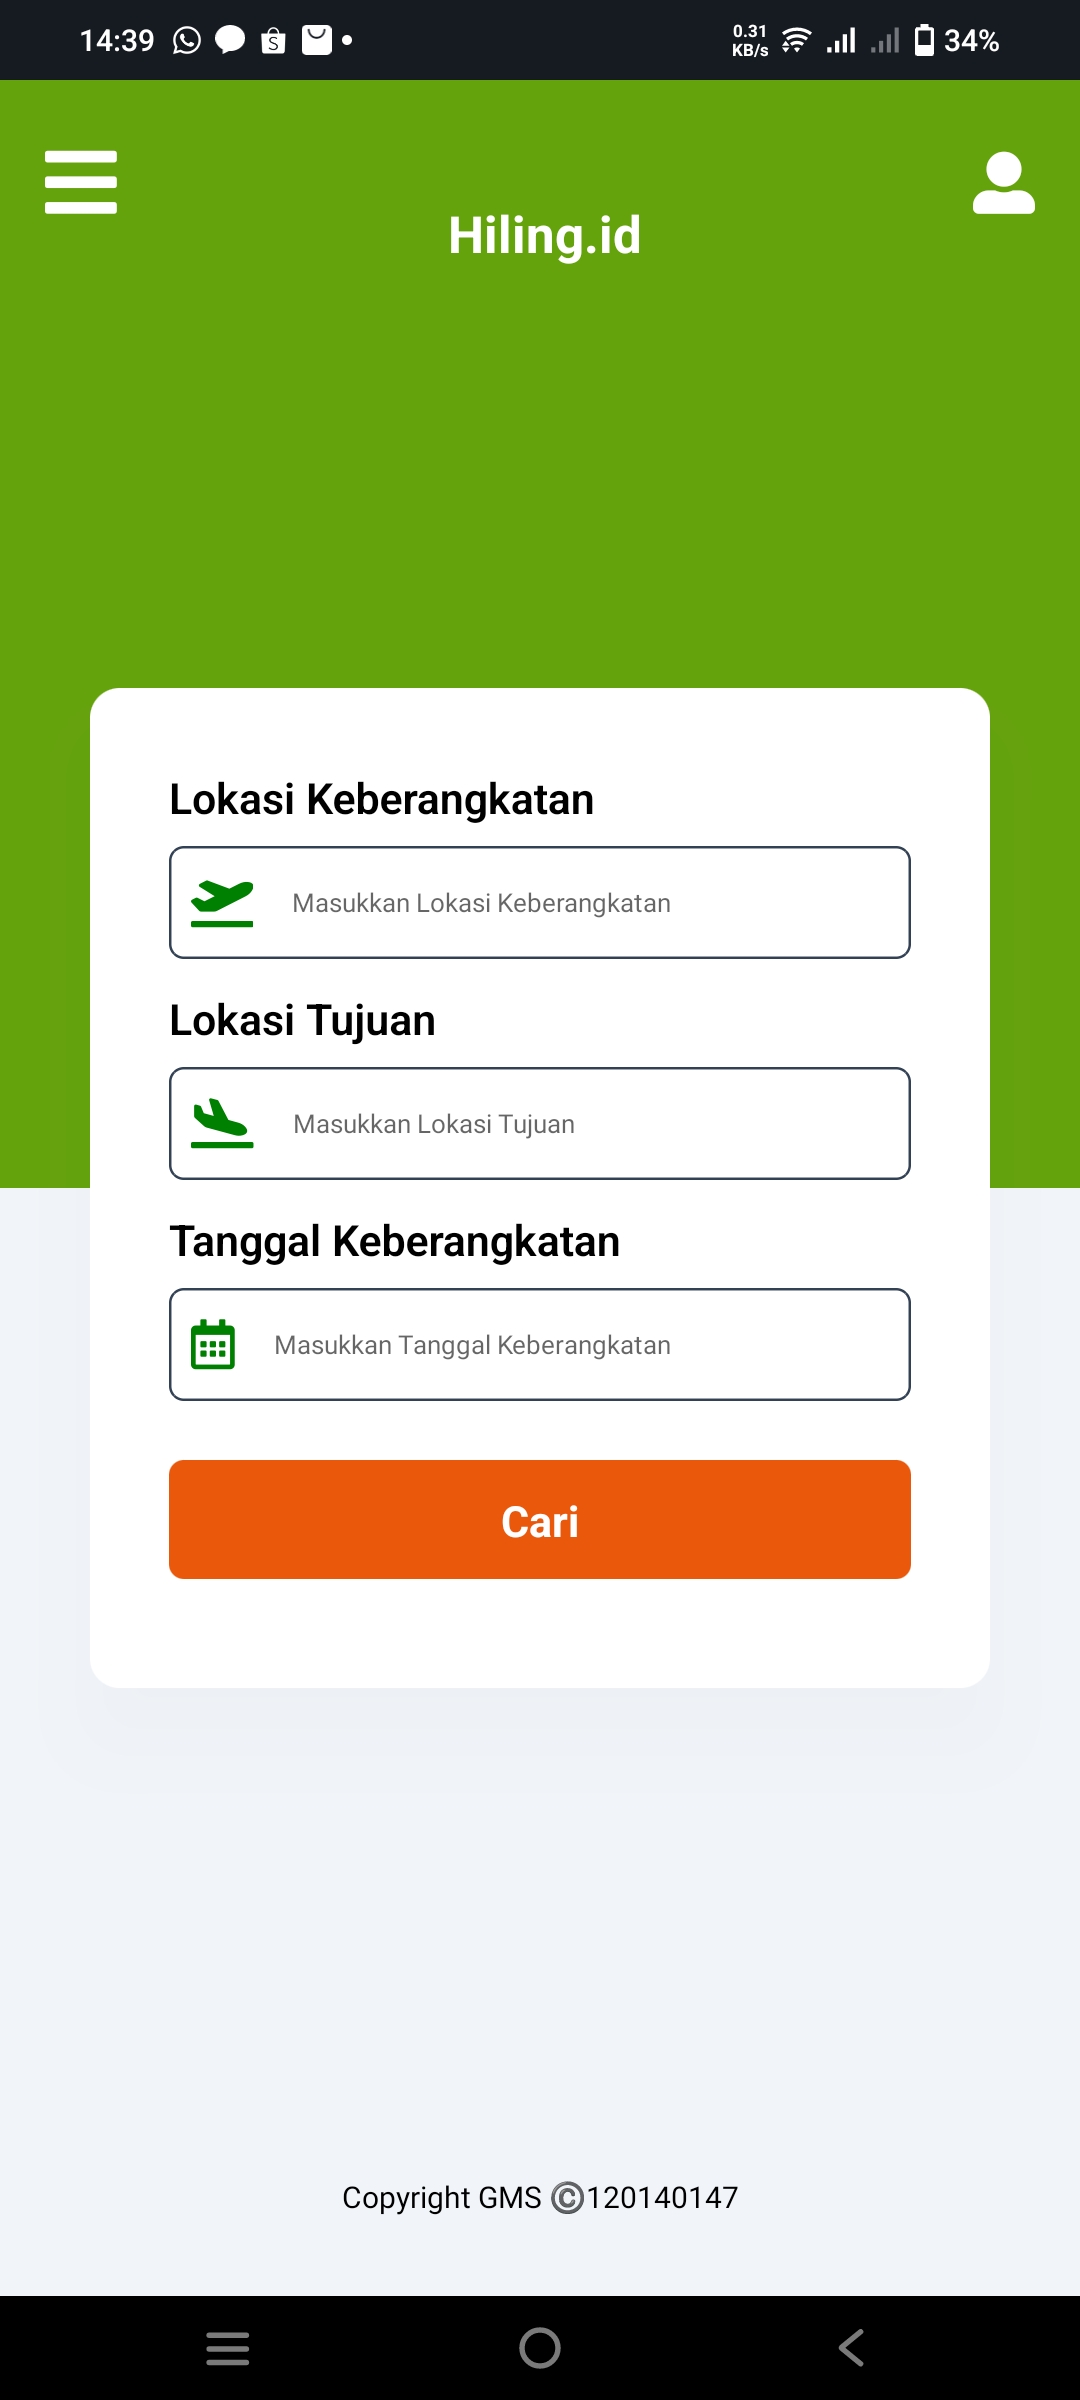 14:39
0.31
KB/s
34%
Hiling.id
Lokasi Keberangkatan
Masukkan Lokasi Keberangkatan
Lokasi Tujuan
Masukkan Lokasi Tujuan
Tanggal Keberangkatan
Masukkan Tanggal Keberangkatan
Cari
Copyright GMS ©120140147